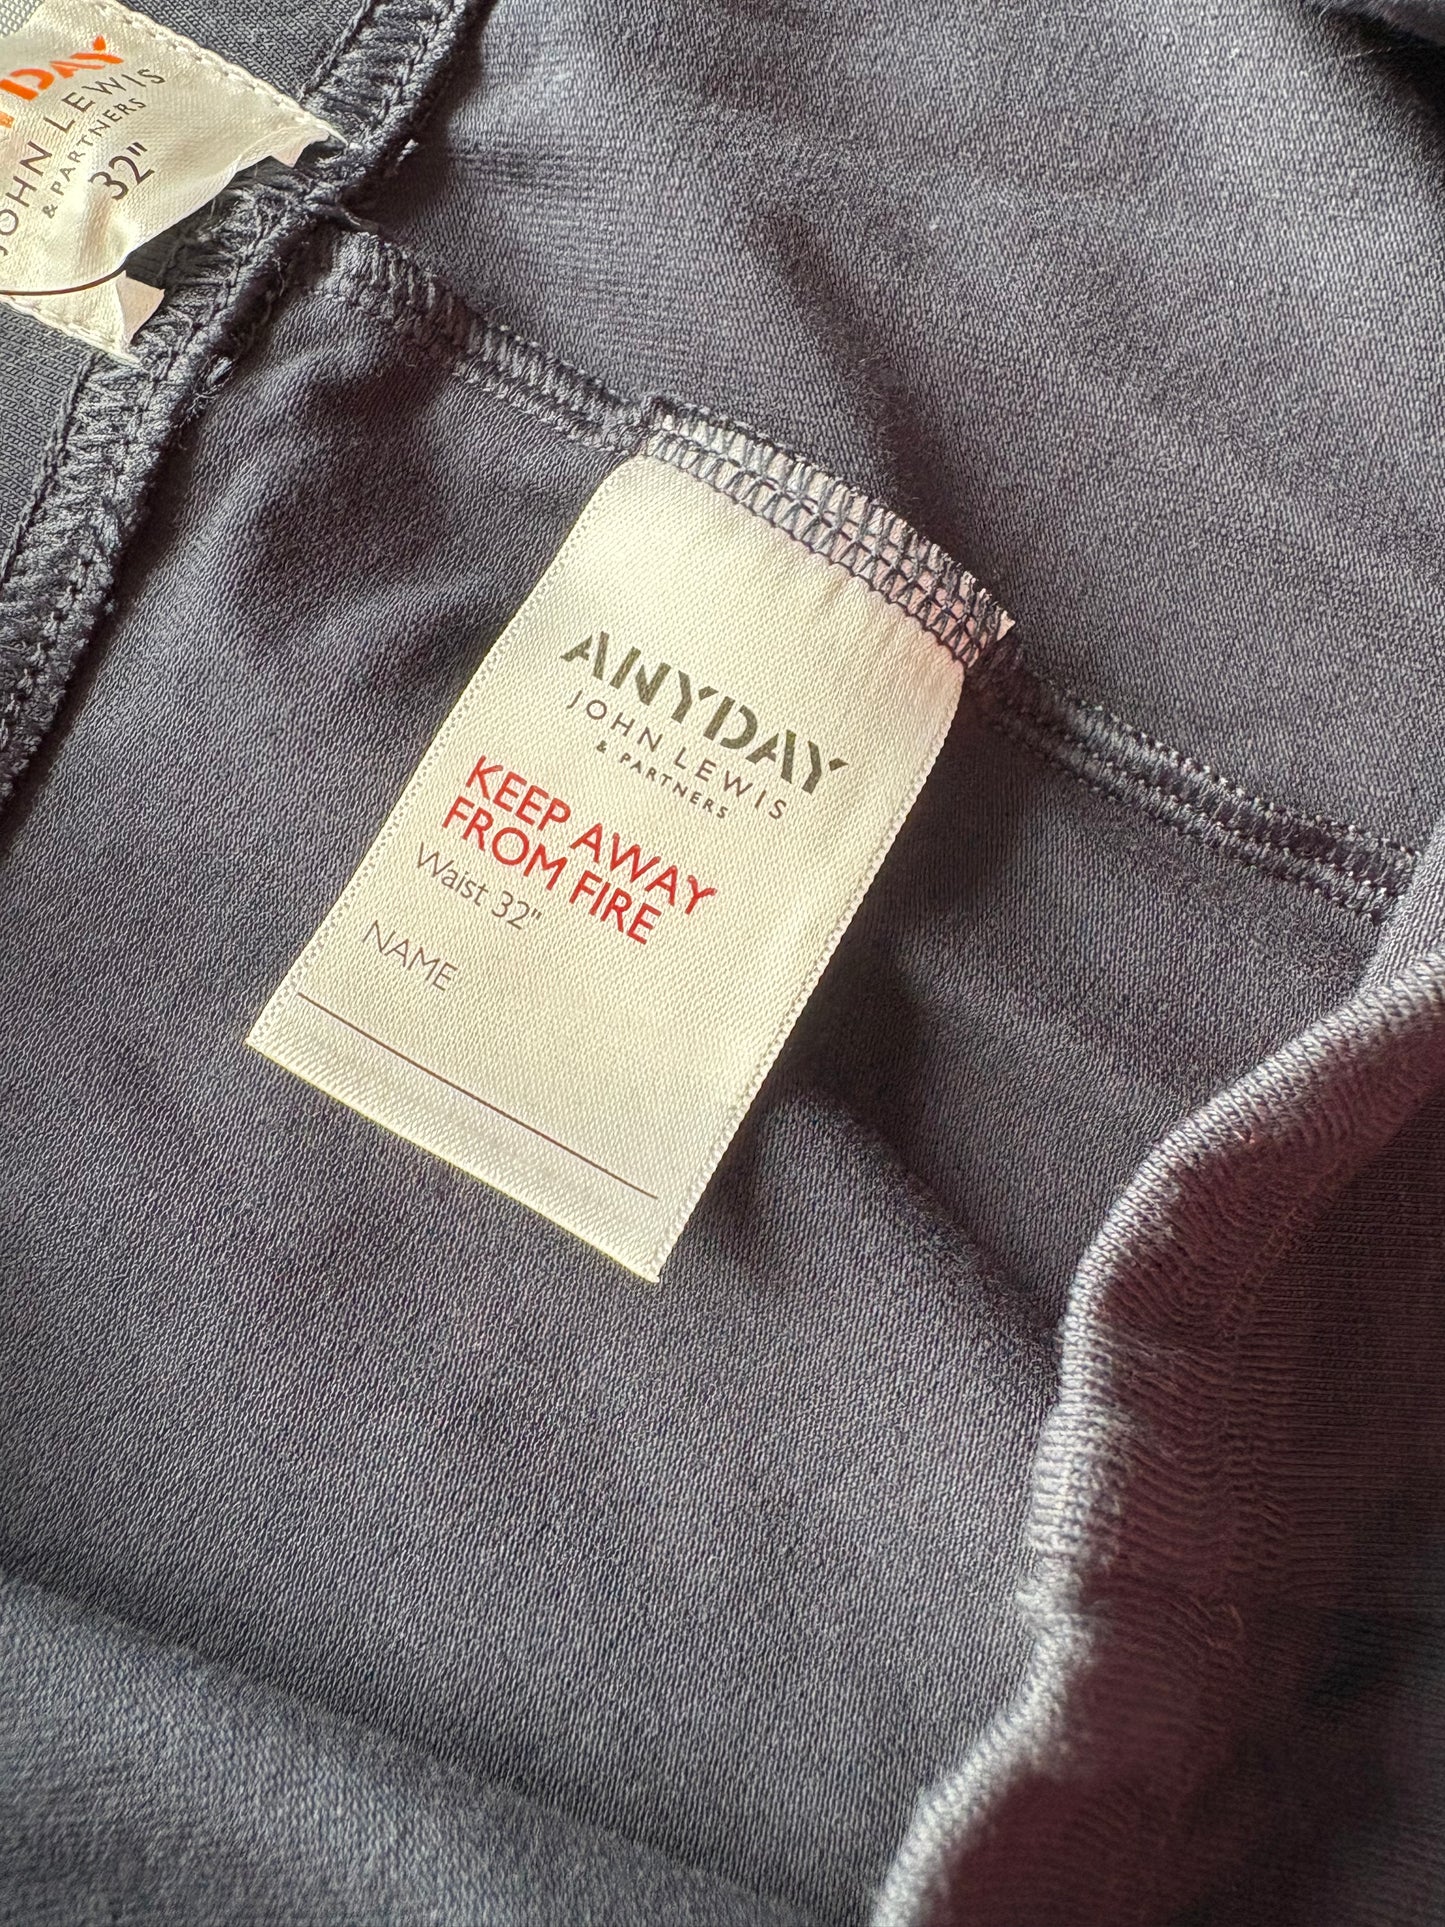 JOHN LEWIS
& PARTNERS
32"
ANYDAY
JOHN LEWIS
& PARTNERS
KEEP AWAY
FROM FIRE
Waist 32"
NAME